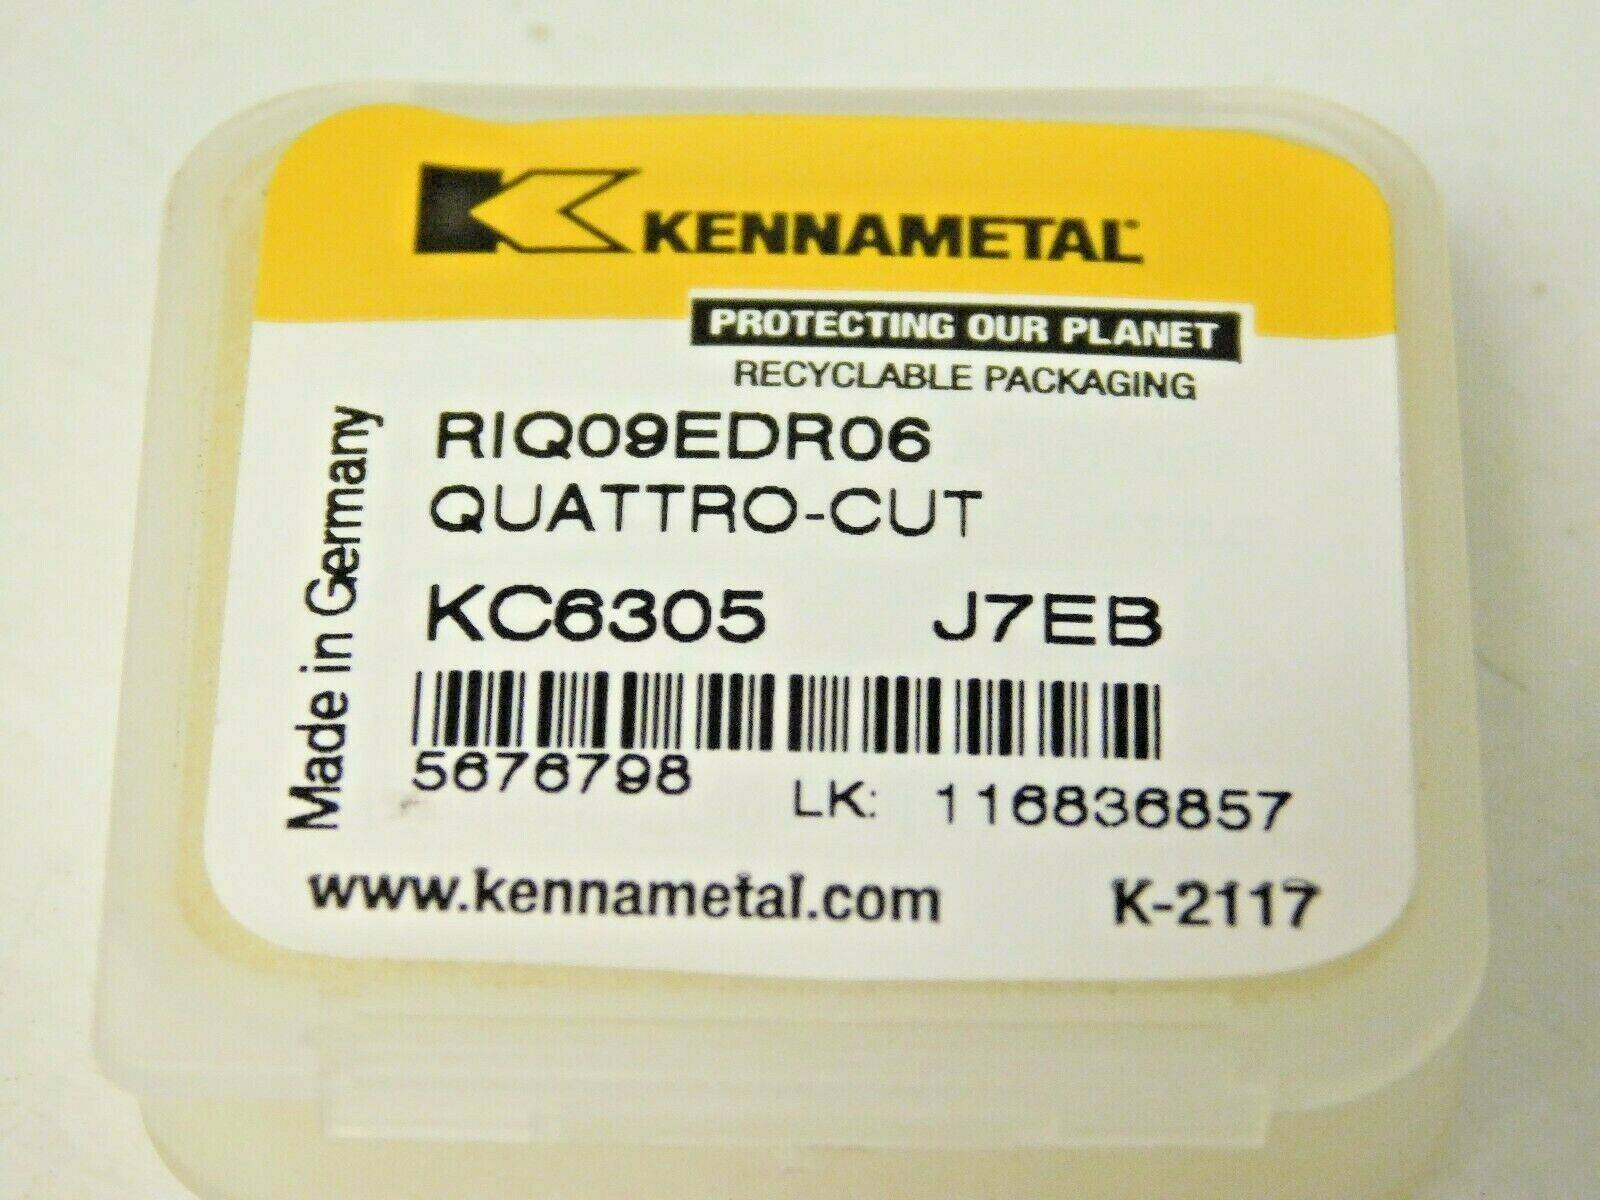 KENNAMETAL™
PROTECTING OUR PLANET
RECYCLABLE PACKAGING
RIQ09EDR06
QUATTRO-CUT
KC6305 J7EB
5676798
LK: 116836857
Made in Germany
www.kennametal.com K-2117